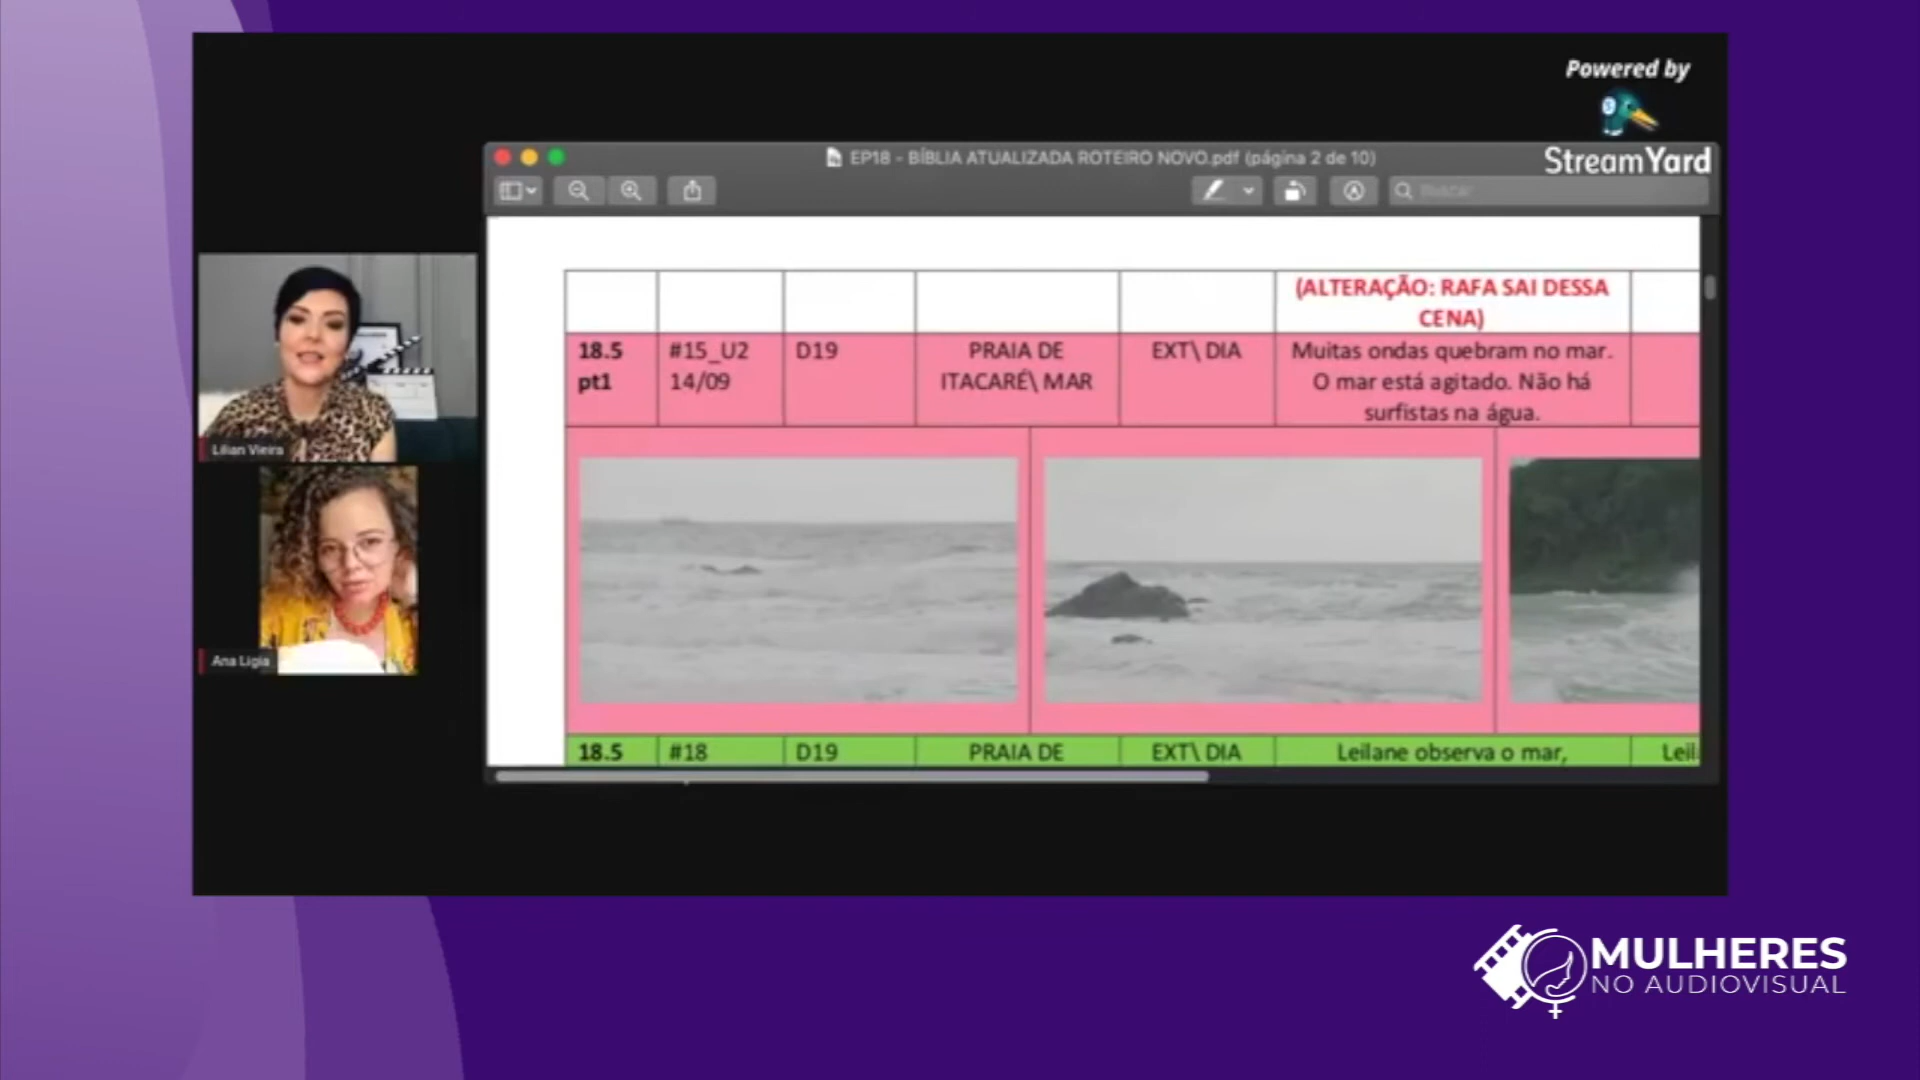 Powered by
StreamYard
EP18 - BÍBLIA ATUALIZADA ROTEIRO NOVO.pdf (página 2 de 10)
Buscar
(ALTERAÇÃO: RAFA SAI DESSA
CENA)
18.5
pt1
#15_U2
14/09
D19
PRAIA DE
ITACARÉ\ MAR
EXT\ DIA
Muitas ondas quebram no mar.
O mar está agitado. Não há
surfistas na água.
18.5
#18
D19
PRAIA DE
EXT\ DIA
Leilane observa o mar,
Leil
Lilian Vieira
Ana Ligia
MULHERES
NO AUDIOVISUAL